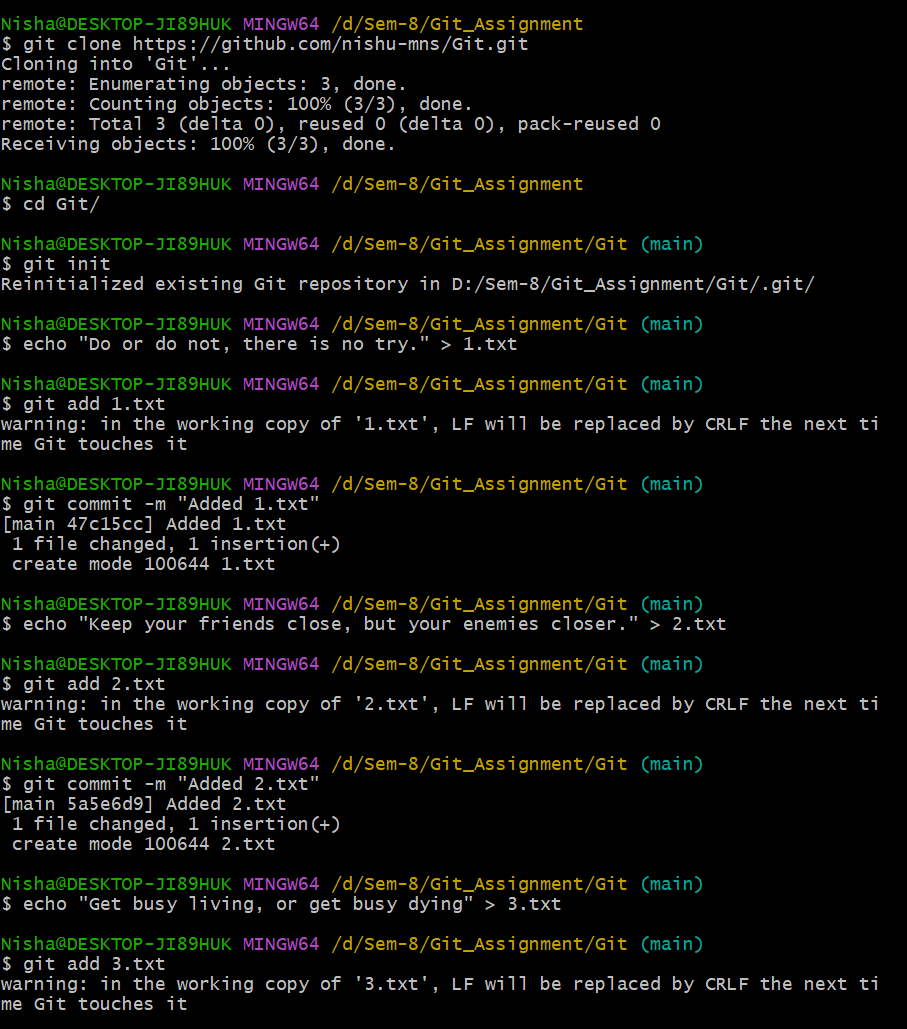 Nisha@DESKTOP-JI89HUK MINGW64 /d/Sem-8/Git_Assignment
$ git clone https://github.com/nishu-mns/Git.git
Cloning into 'Git'...
remote: Enumerating objects: 3, done.
remote: Counting objects: 100% (3/3), done.
remote: Total 3 (delta 0), reused 0 (delta 0), pack-reused 0
Receiving objects: 100% (3/3), done.
Nisha@DESKTOP-JI89HUK MINGW64 /d/Sem-8/Git_Assignment
$ cd Git/
Nisha@DESKTOP-JI89HUK MINGW64 /d/Sem-8/Git_Assignment/Git (main)
$ git init
Reinitialized existing Git repository in D:/Sem-8/Git_Assignment/Git/.git/
Nisha@DESKTOP-JI89HUK MINGW64 /d/Sem-8/Git_Assignment/Git (main)
$ echo "Do or do not, there is no try." > 1.txt
Nisha@DESKTOP-JI89HUK MINGW64 /d/Sem-8/Git_Assignment/Git (main)
$ git add 1.txt
warning: in the working copy of '1.txt', LF will be replaced by CRLF the next ti
me Git touches it
Nisha@DESKTOP-JI89HUK MINGW64 /d/Sem-8/Git_Assignment/Git (main)
$ git commit -m "Added 1.txt"
[main 47c15cc] Added 1.txt
 1 file changed, 1 insertion(+)
 create mode 100644 1.txt
Nisha@DESKTOP-JI89HUK MINGW64 /d/Sem-8/Git_Assignment/Git (main)
$ echo "Keep your friends close, but your enemies closer." > 2.txt
Nisha@DESKTOP-JI89HUK MINGW64 /d/Sem-8/Git_Assignment/Git (main)
$ git add 2.txt
warning: in the working copy of '2.txt', LF will be replaced by CRLF the next ti
me Git touches it
Nisha@DESKTOP-JI89HUK MINGW64 /d/Sem-8/Git_Assignment/Git (main)
$ git commit -m "Added 2.txt"
[main 5a5e6d9] Added 2.txt
 1 file changed, 1 insertion(+)
 create mode 100644 2.txt
Nisha@DESKTOP-JI89HUK MINGW64 /d/Sem-8/Git_Assignment/Git (main)
$ echo "Get busy living, or get busy dying" > 3.txt
Nisha@DESKTOP-JI89HUK MINGW64 /d/Sem-8/Git_Assignment/Git (main)
$ git add 3.txt
warning: in the working copy of '3.txt', LF will be replaced by CRLF the next ti
me Git touches it